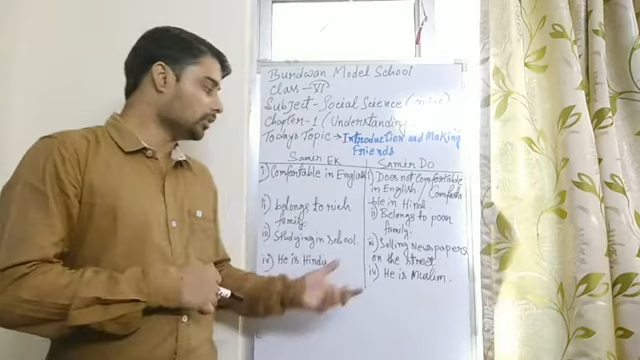 Burdwan Model School
Class - VI
Subject - Social Science (Civics)
Chapter - 1 (Understanding
Todays Topic → Introduction and Making
Friends
Samir EK
i) Comfortable in English
ii) belongs to rich
family.
iii) Studying in School.
iv) He is Hindu
Samir Do
i) Does not Comfortable
in English / Comforta
ble in Hindi
ii) Belongs to poor
family.
iii) Selling Newspapers
on the street.
iv) He is Muslim.